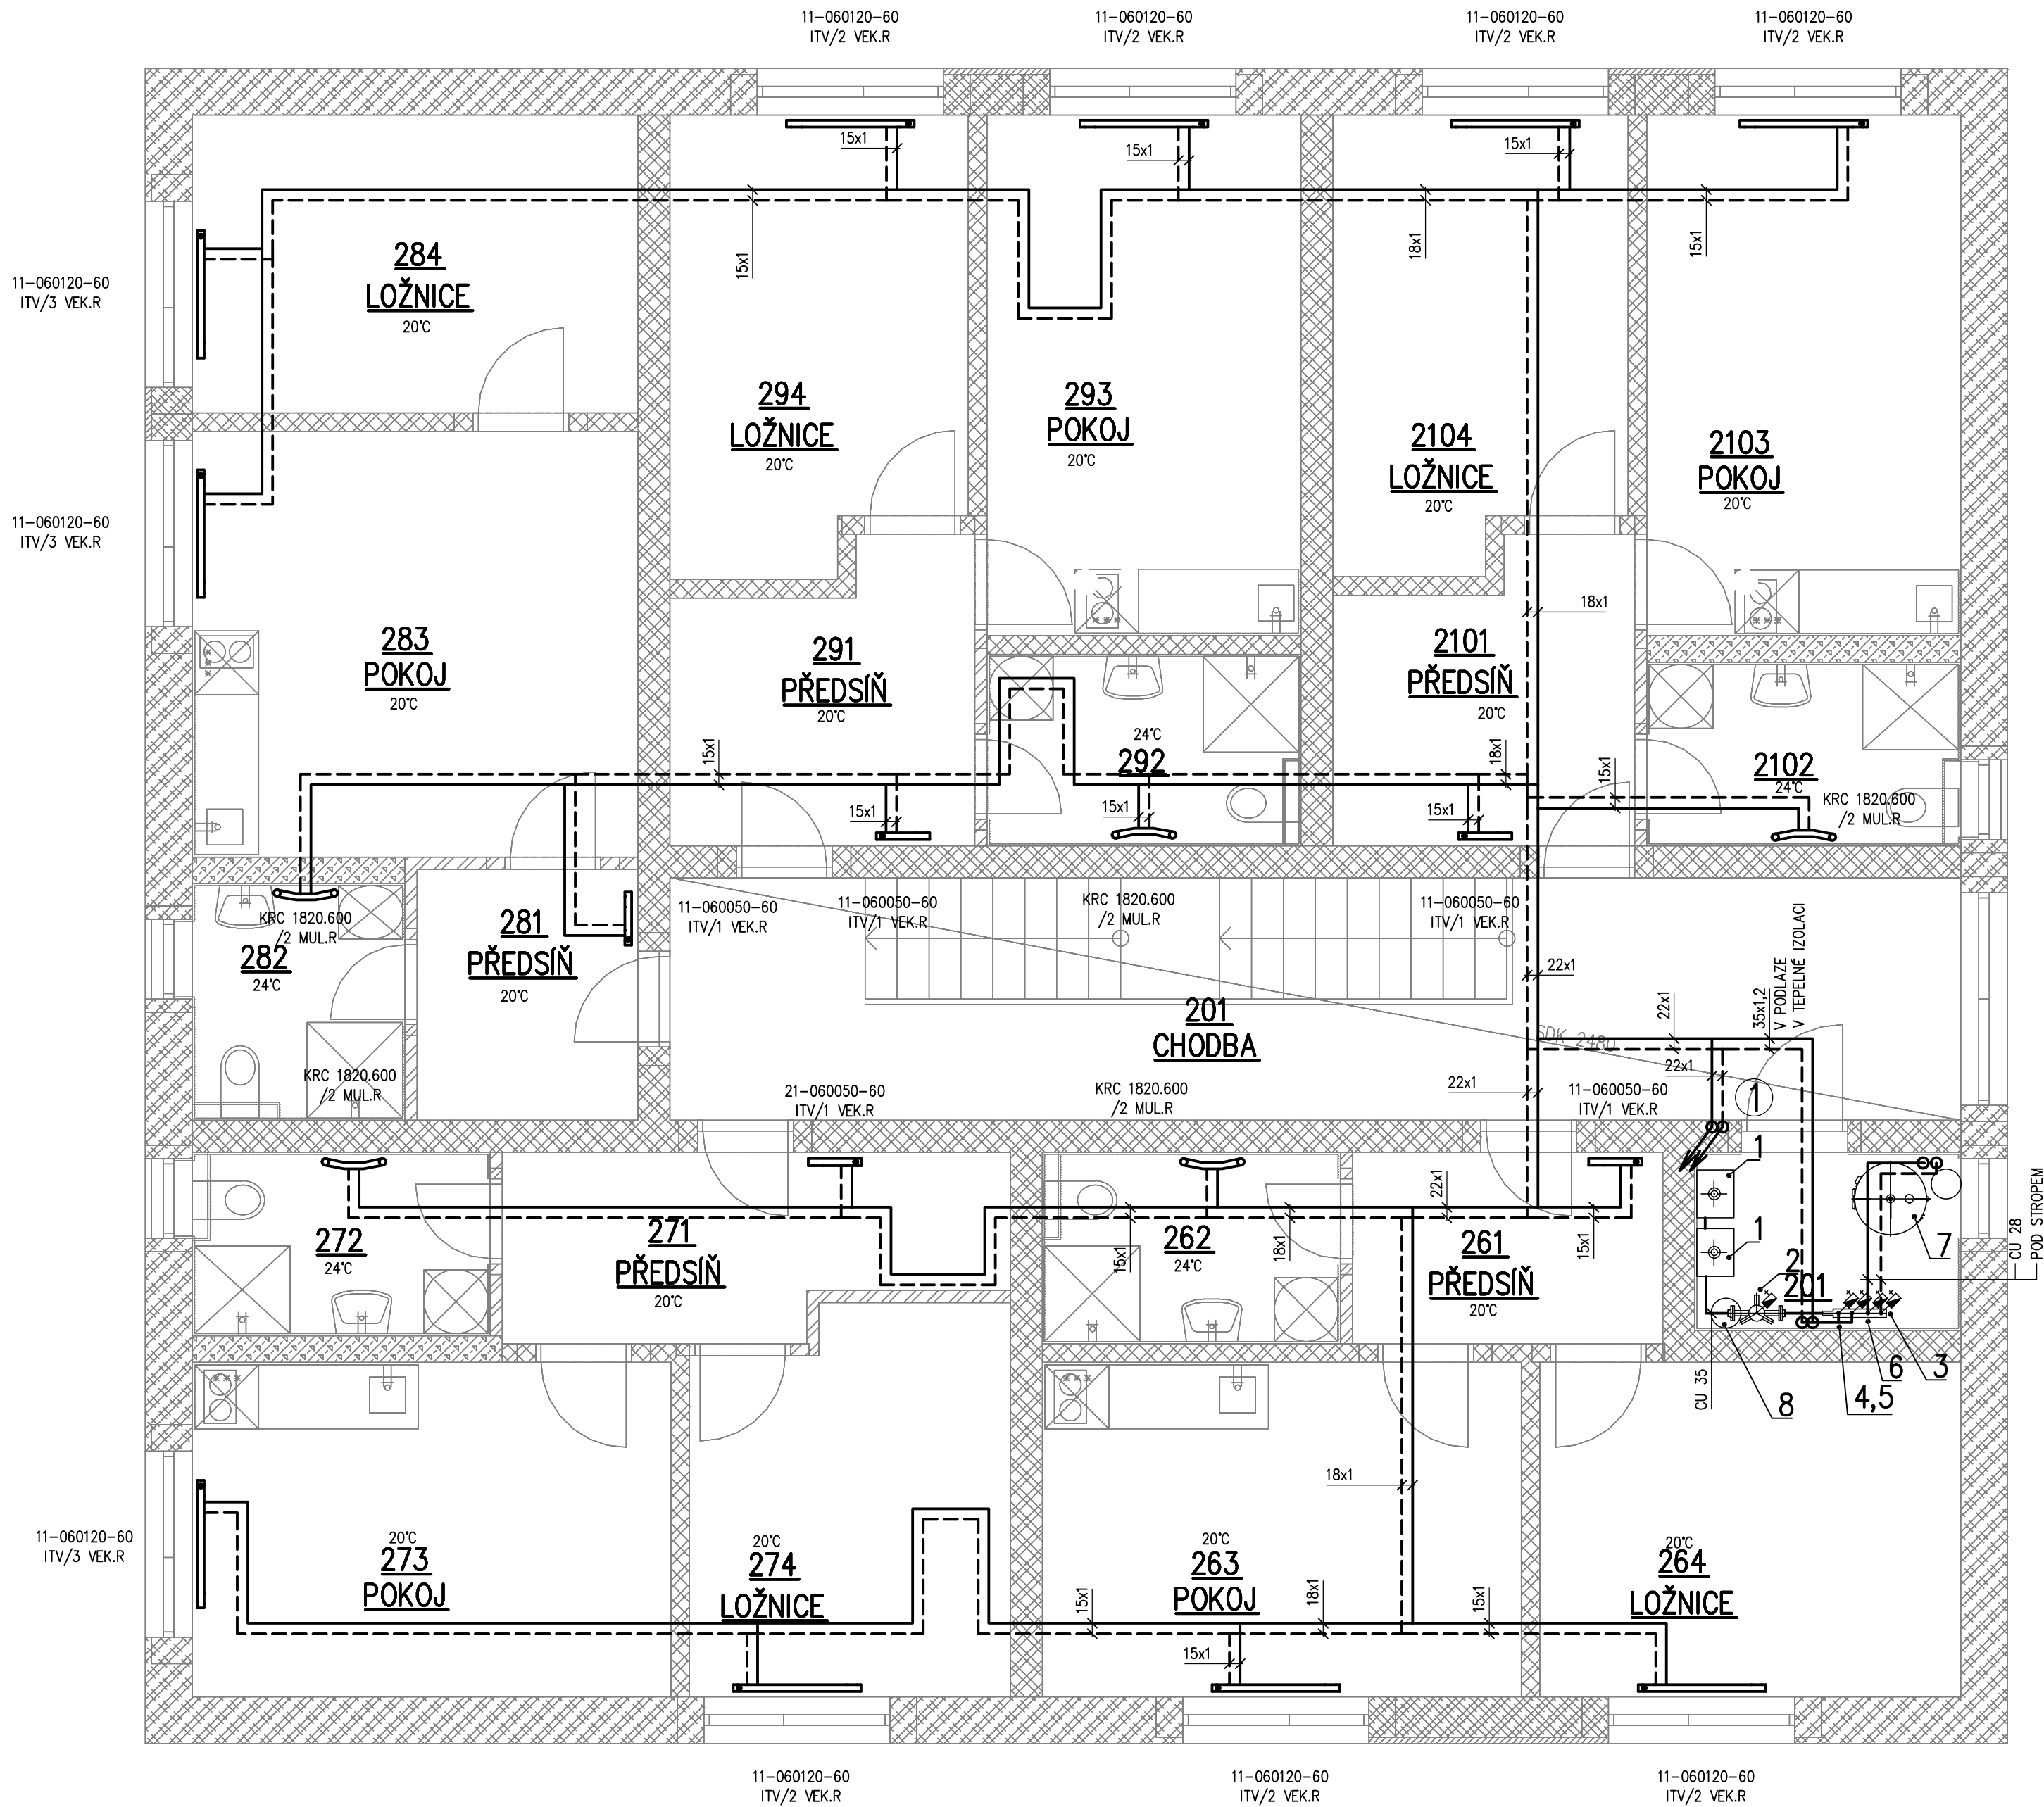 11-060120-60
ITV/2 VEK.R
11-060120-60
ITV/2 VEK.R
11-060120-60
ITV/2 VEK.R
11-060120-60
ITV/2 VEK.R
15x1
15x1
15x1
15x1
18x1
15x1
11-060120-60
ITV/3 VEK.R
284
LOŽNICE
20°C
294
LOŽNICE
20°C
293
POKOJ
20°C
2104
LOŽNICE
20°C
2103
POKOJ
20°C
11-060120-60
ITV/3 VEK.R
283
POKOJ
20°C
291
PŘEDSÍŇ
20°C
18x1
2101
PŘEDSÍŇ
20°C
15x1
24°C
292
18x1
15x1
2102
24°C
KRC 1820.600
/2 MUL.R
15x1
15x1
15x1
KRC 1820.600
/2 MUL.R
282
24°C
281
PŘEDSÍŇ
20°C
11-060050-60
ITV/1 VEK.R
11-060050-60
ITV/1 VEK.R
KRC 1820.600
/2 MUL.R
11-060050-60
ITV/1 VEK.R
22x1
22x1
35x1,2
V PODLAZE
V TEPELNÉ IZOLACI
201
CHODBA
SDK 2480
22x1
KRC 1820.600
/2 MUL.R
21-060050-60
ITV/1 VEK.R
KRC 1820.600
/2 MUL.R
22x1
11-060050-60
ITV/1 VEK.R
1
1
1
272
24°C
271
PŘEDSÍŇ
20°C
15x1
262
24°C
18x1
22x1
261
PŘEDSÍŇ
20°C
15x1
2
201
7
CU 28
POD STROPEM
CU 35
8
4,5
6
3
18x1
11-060120-60
ITV/3 VEK.R
20°C
273
POKOJ
20°C
274
LOŽNICE
15x1
20°C
263
POKOJ
18x1
15x1
20°C
264
LOŽNICE
15x1
11-060120-60
ITV/2 VEK.R
11-060120-60
ITV/2 VEK.R
11-060120-60
ITV/2 VEK.R